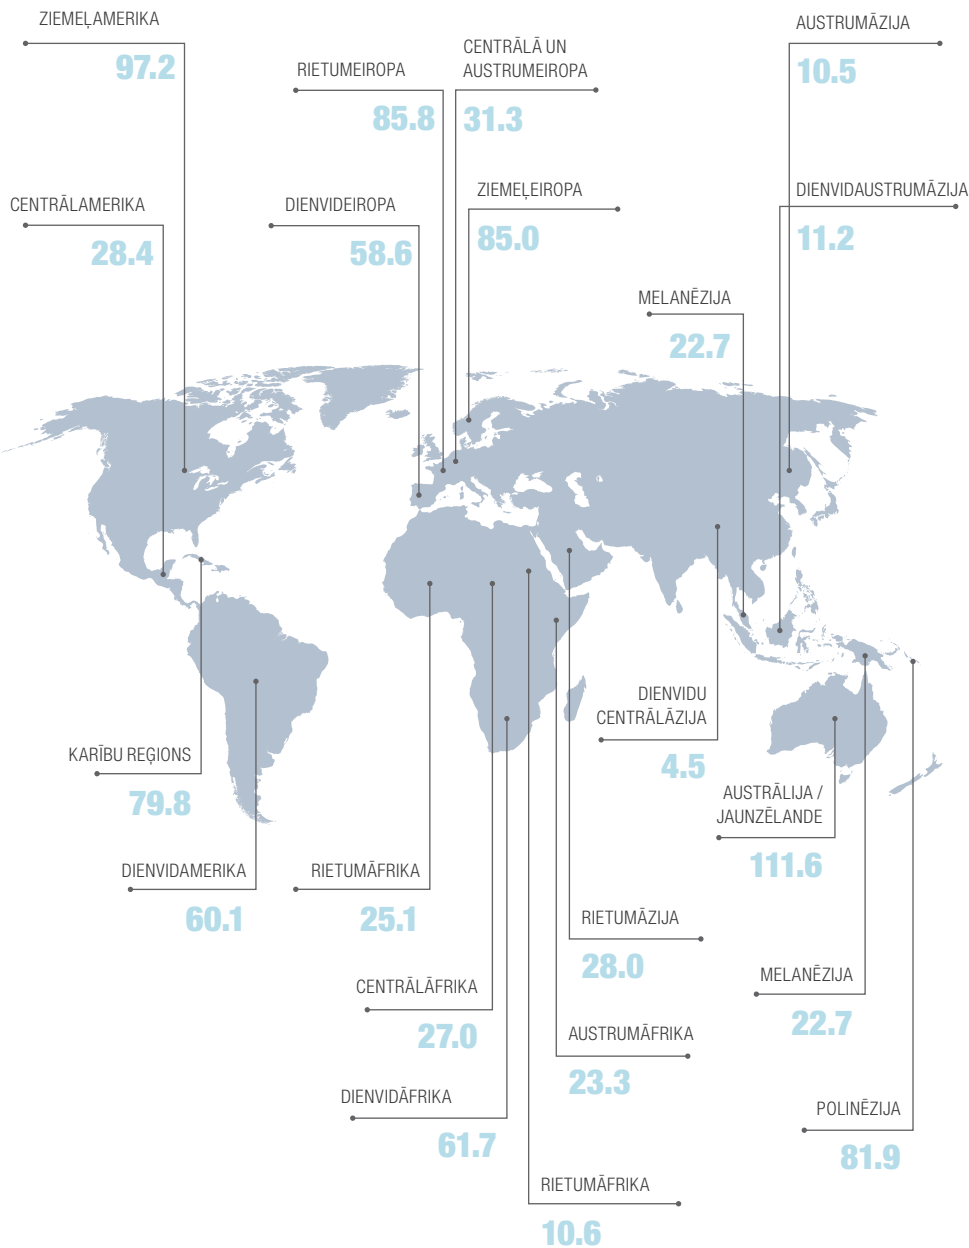 ZIEMEĻAMERIKA
97.2
RIETUMEIROPA
85.8
CENTRĀLĀ UN
AUSTRUMEIROPA
31.3
AUSTRUMĀZIJA
10.5
CENTRĀLAMERIKA
28.4
DIENVIDEIROPA
58.6
ZIEMEĻEIROPA
85.0
DIENVIDAUSTRUMĀZIJA
11.2
MELANĒZIJA
22.7
DIENVIDU
CENTRĀLĀZIJA
4.5
KARĪBU REĢIONS
79.8
AUSTRĀLIJA /
JAUNZĒLANDE
111.6
DIENVIDAMERIKA
60.1
RIETUMĀFRIKA
25.1
RIETUMĀZIJA
28.0
MELANĒZIJA
22.7
CENTRĀLĀFRIKA
27.0
AUSTRUMĀFRIKA
23.3
DIENVIDĀFRIKA
61.7
POLINĒZIJA
81.9
RIETUMĀFRIKA
10.6